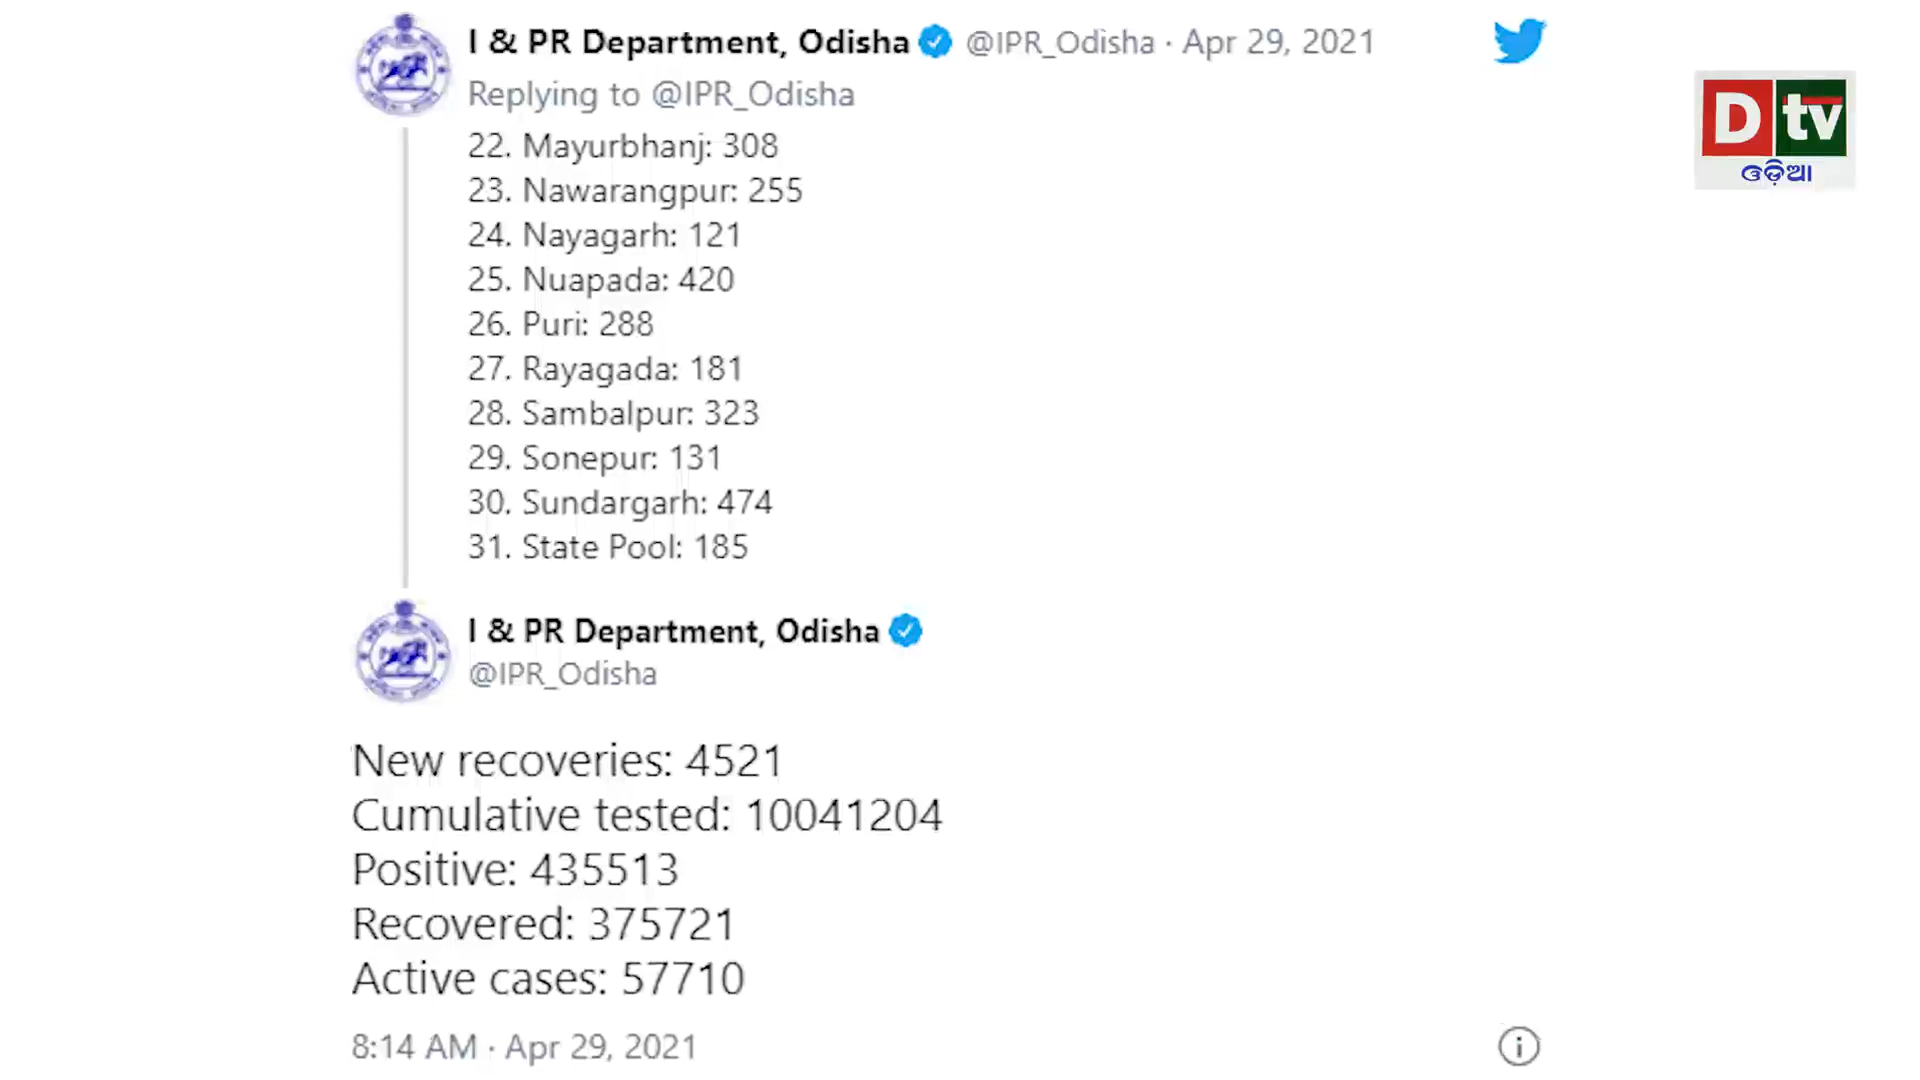 I & PR Department, Odisha @IPR_Odisha · Apr 29, 2021
Replying to @IPR_Odisha
22. Mayurbhanj: 308
23. Nawarangpur: 255
24. Nayagarh: 121
25. Nuapada: 420
26. Puri: 288
27. Rayagada: 181
28. Sambalpur: 323
29. Sonepur: 131
30. Sundargarh: 474
31. State Pool: 185
D tv
ଓଡ଼ିଆ
I & PR Department, Odisha
@IPR_Odisha
New recoveries: 4521
Cumulative tested: 10041204
Positive: 435513
Recovered: 375721
Active cases: 57710
8:14 AM · Apr 29, 2021